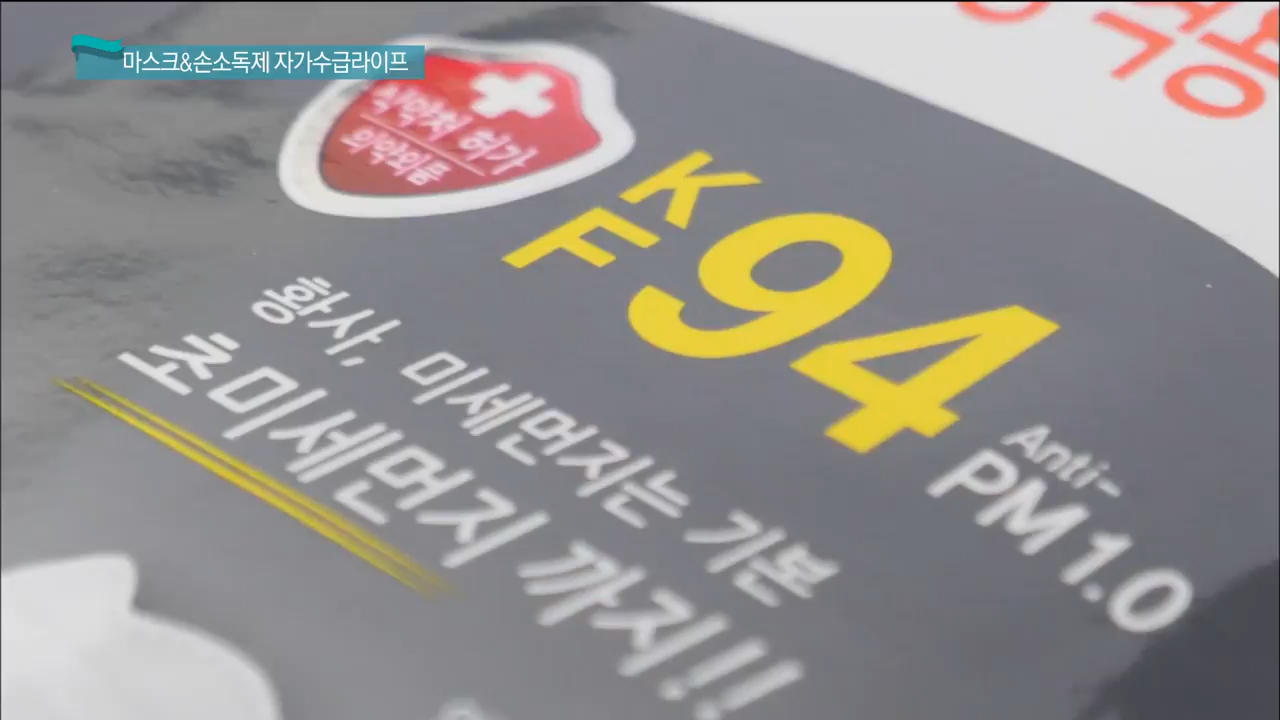 마스크&손소독제 자가수급라이프
식약처 허가
의약외품
KF94
황사, 미세먼지는 기본
초미세먼지 까지!!
Anti-
PM 1.0